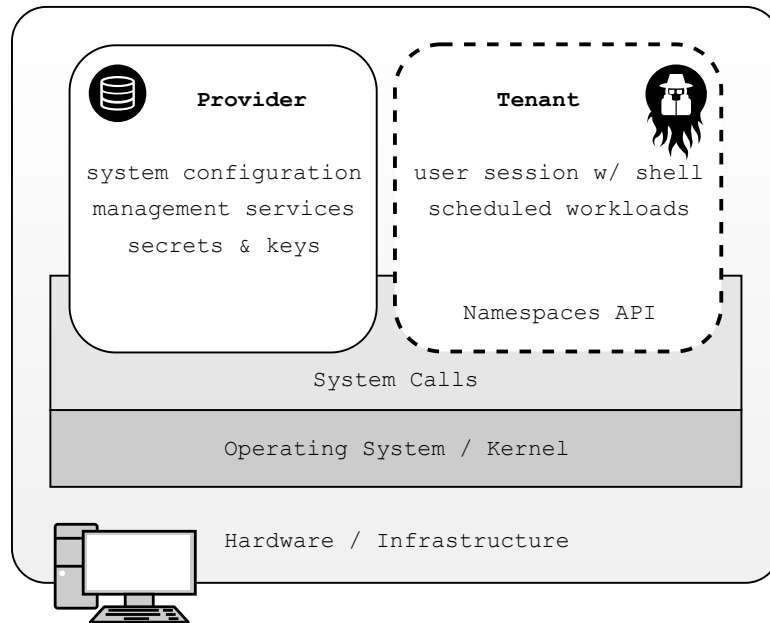 Provider
system configuration
management services
secrets & keys
Tenant
user session w/ shell
scheduled workloads
Namespaces API
System Calls
Operating System / Kernel
Hardware / Infrastructure